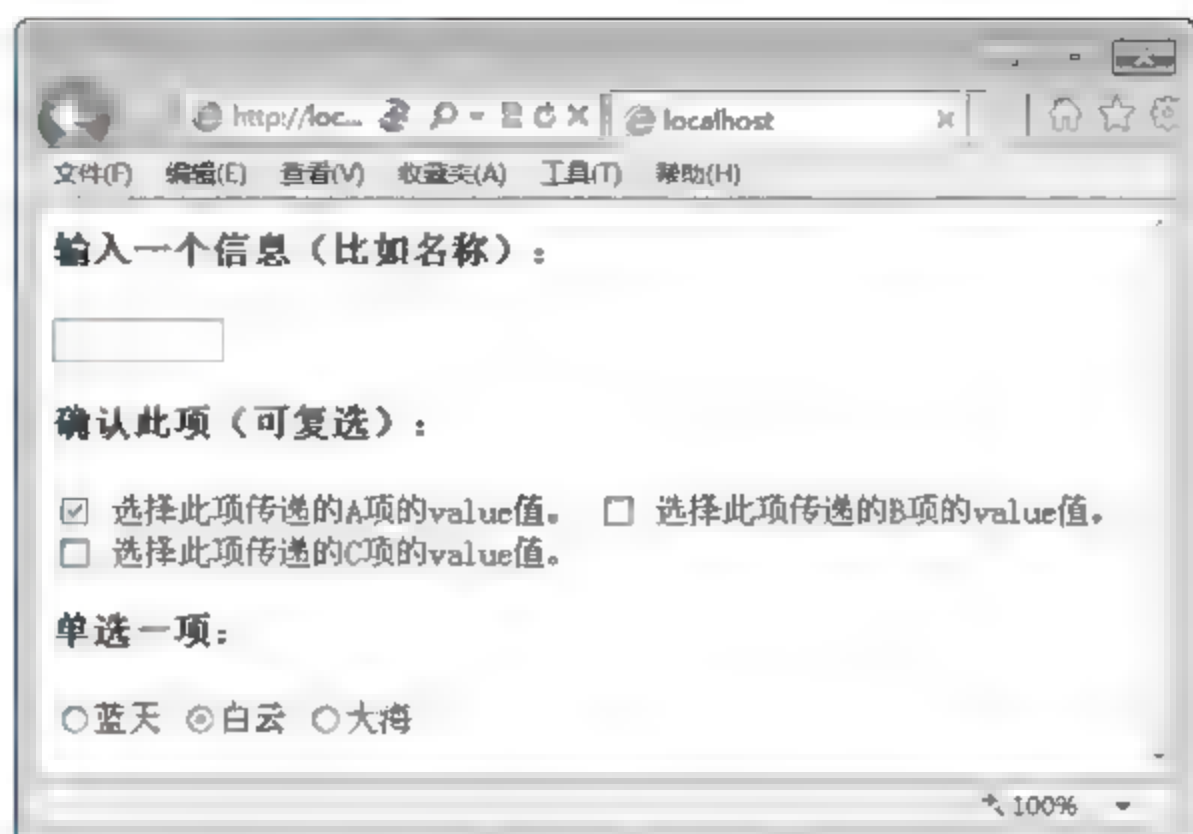 http://loc... localhost
文件(F) 编辑(E) 查看(V) 收藏夹(A) 工具(T) 帮助(H)
输入一个信息（比如名称）：
确认此项（可复选）：
选择此项传递的A项的value值。 选择此项传递的B项的value值。
选择此项传递的C项的value值。
单选一项：
蓝天 白云 大海
100%